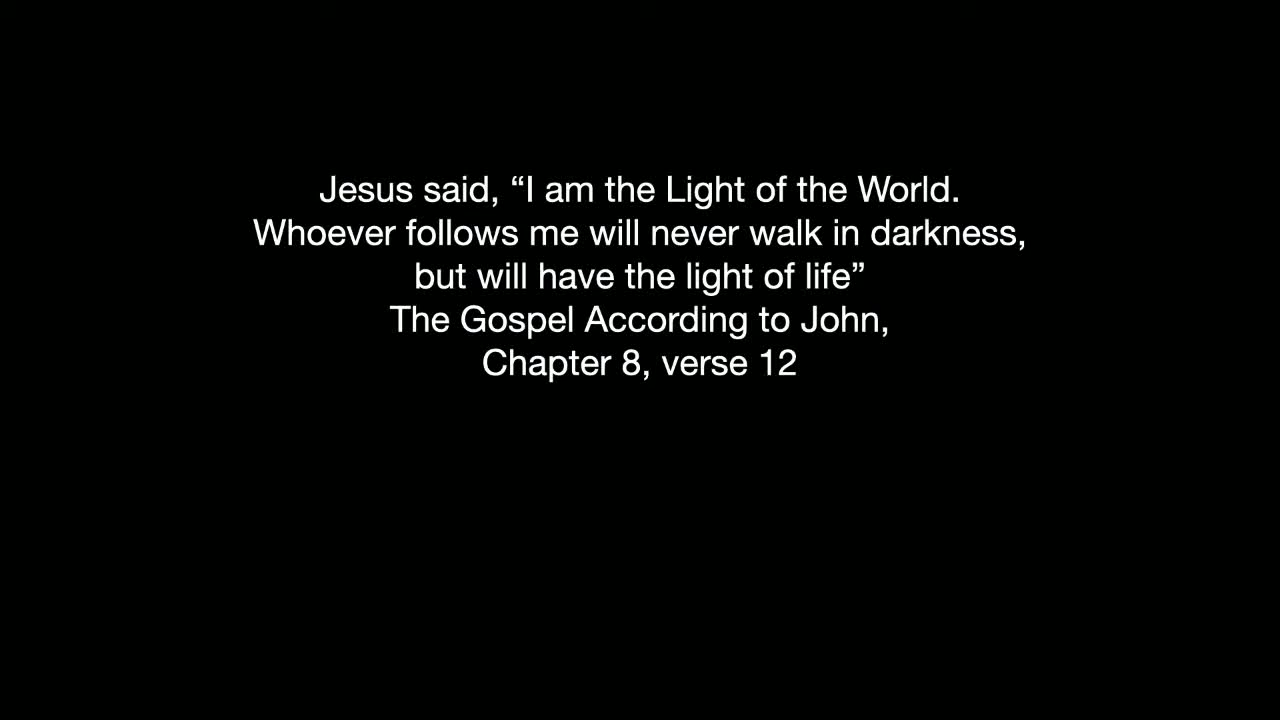 Jesus said, “I am the Light of the World.
Whoever follows me will never walk in darkness,
but will have the light of life”
The Gospel According to John,
Chapter 8, verse 12